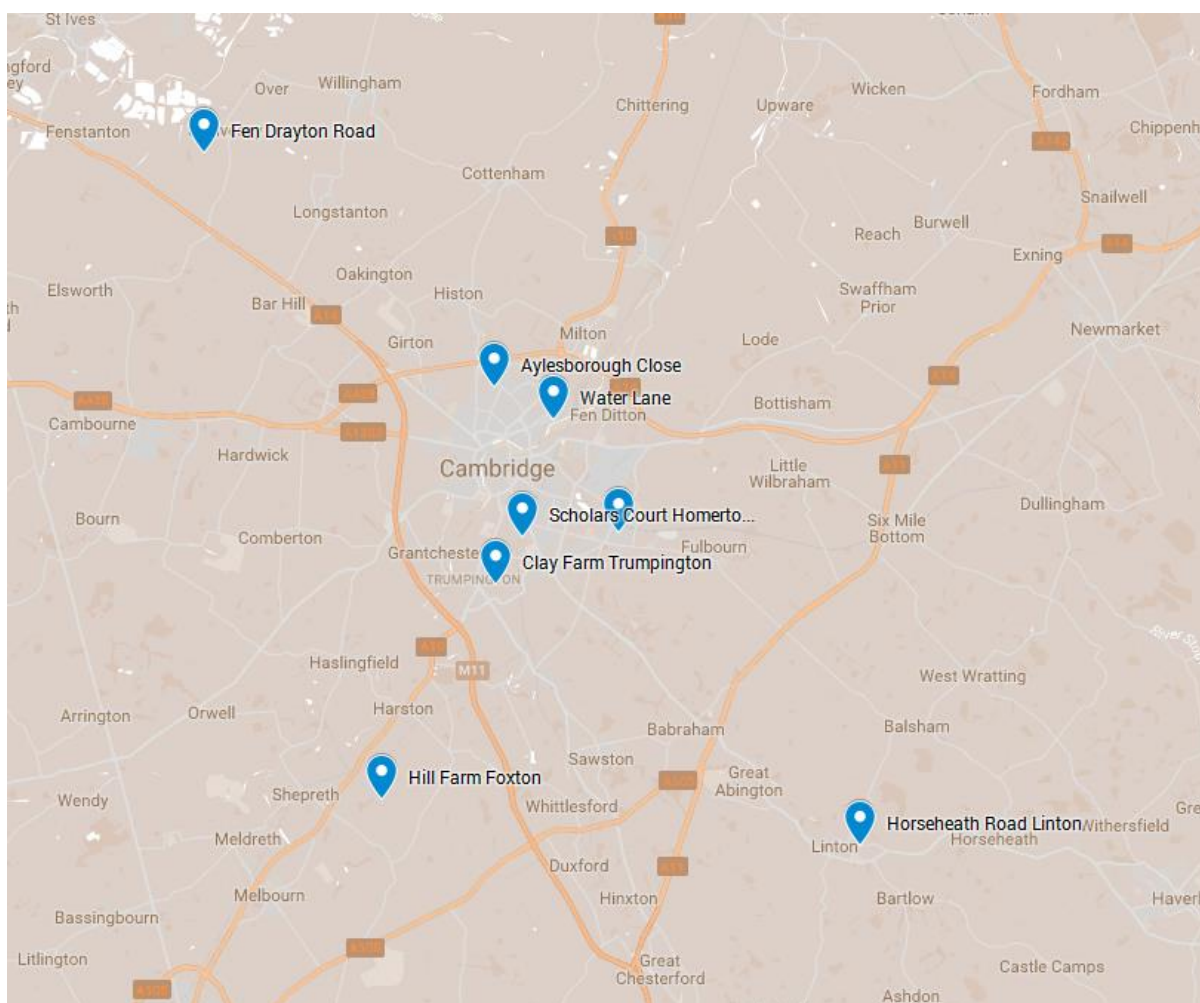 St Ives
Over
Willingham
Chittering
Upware
Wicken
Fordham
Fenstanton
Fen Drayton Road
Cottenham
Snailwell
Longstanton
Reach
Burwell
Exning
Elsworth
Oakington
Bar Hill
Histon
Swaffham
Prior
Girton
Milton
Lode
Newmarket
Aylesborough Close
Water Lane
Fen Ditton
Bottisham
Cambourne
Hardwick
Cambridge
Little
Wilbraham
Dullingham
Bourn
Comberton
Scholars Court Homerto...
Six Mile
Bottom
Fulbourn
Clay Farm Trumpington
TRUMPINGTON
M11
Haslingfield
West Wratting
Arrington
Orwell
Harston
Babraham
Balsham
Sawston
Great
Abington
Hill Farm Foxton
Wendy
Shepreth
Whittlesford
Meldreth
Horseheath Road Linton
Withersfield
Linton
Horseheath
Duxford
Melbourn
Hinxton
Bartlow
Bassingbourn
Litlington
Great
Chesterford
Castle Camps
Ashdon